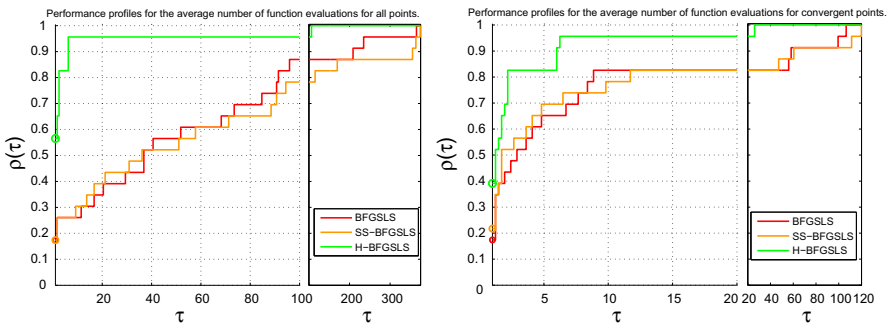 Performance profiles for the average number of function evaluations for all points.
1
0.9
0.8
0.7
0.6
0.5
0.4
0.3
0.2
0.1
0
ρ(τ)
20 40 60 80 100
200 300
τ τ
BFGSLS
SS-BFGSLS
H-BFGSLS
Performance profiles for the average number of function evaluations for convergent points.
1
0.9
0.8
0.7
0.6
0.5
0.4
0.3
0.2
0.1
0
ρ(τ)
5 10 15 20
20 40 60 80 100 120
τ τ
BFGSLS
SS-BFGSLS
H-BFGSLS